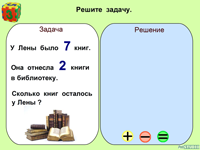 Решите задачу.
Задача
Решение
У Лены было 7 книг.
Она отнесла 2 книги
в библиотеку.
Сколько книг осталось
у Лены ?
+ − =